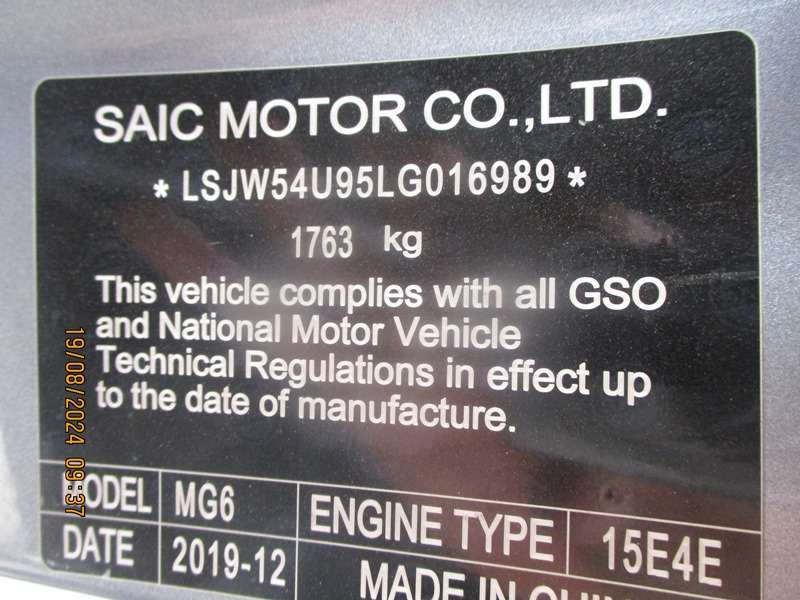 SAIC MOTOR CO.,LTD.
* LSJW54U95LG016989 *
1763 kg
This vehicle complies with all GSO
and National Motor Vehicle
Technical Regulations in effect up
to the date of manufacture.
MODEL MG6 ENGINE TYPE 15E4E
DATE 2019-12 MADE IN
19/08/2024 09:37